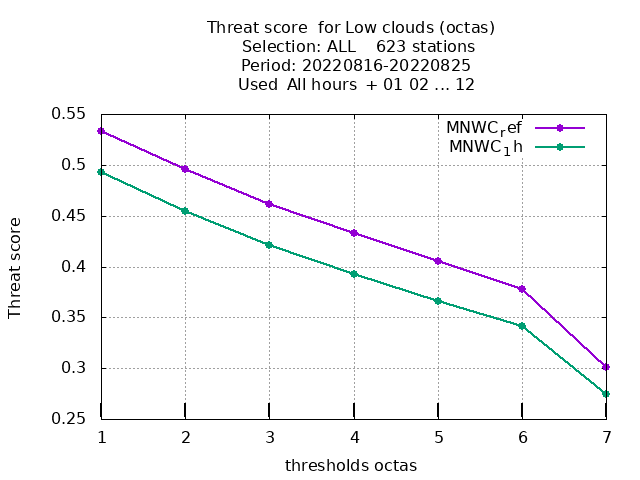 Threat score  for Low clouds (octas)
Selection: ALL    623 stations
Period: 20220816-20220825
Used  All hours  + 01 02 ... 12
0.55
0.5
0.45
0.4
0.35
0.3
0.25
Threat score
MNWCref
MNWC1h
1 2 3 4 5 6 7
thresholds octas